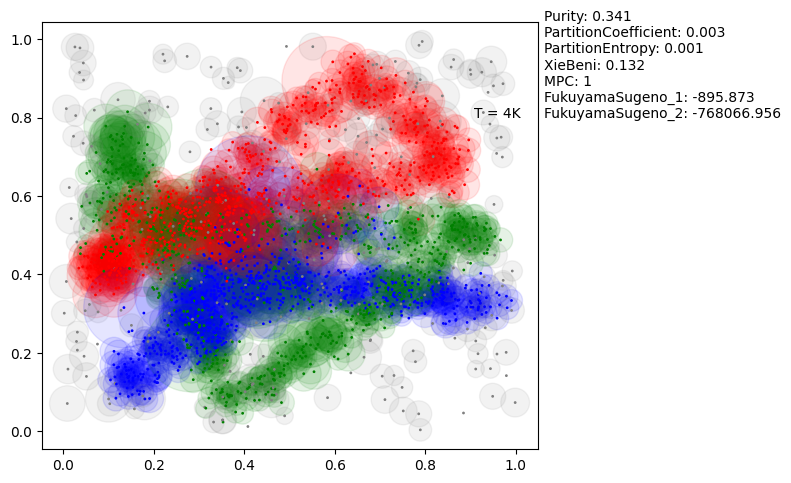 Purity: 0.341
PartitionCoefficient: 0.003
PartitionEntropy: 0.001
XieBeni: 0.132
MPC: 1
FukuyamaSugeno_1: -895.873
FukuyamaSugeno_2: -768066.956
T = 4K
1.0
0.8
0.6
0.4
0.2
0.0
0.0 0.2 0.4 0.6 0.8 1.0